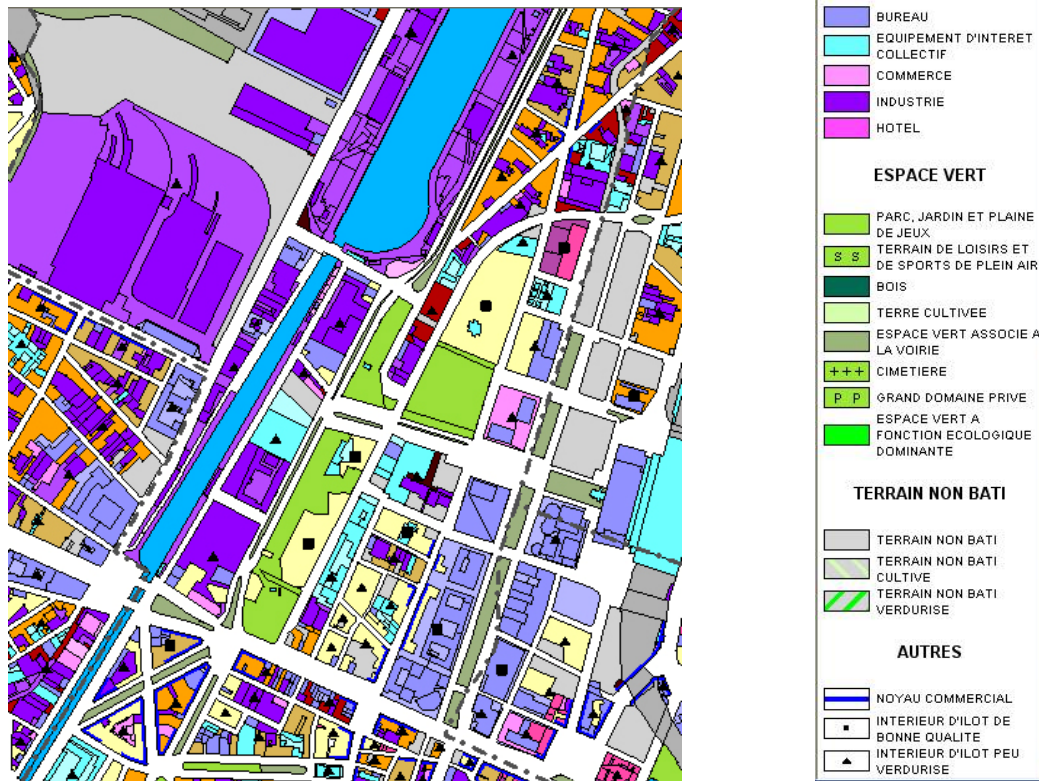 BUREAU
EQUIPEMENT D'INTERET
COLLECTIF
COMMERCE
INDUSTRIE
HOTEL
ESPACE VERT
PARC, JARDIN ET PLAINE
DE JEUX
S S
TERRAIN DE LOISIRS ET
DE SPORTS DE PLEIN AIR
BOIS
TERRE CULTIVEE
ESPACE VERT ASSOCIE A
LA VOIRIE
+++ CIMETIERE
P P GRAND DOMAINE PRIVE
ESPACE VERT A
FONCTION ECOLOGIQUE
DOMINANTE
TERRAIN NON BATI
TERRAIN NON BATI
TERRAIN NON BATI
CULTIVE
TERRAIN NON BATI
VERDURISE
AUTRES
NOYAU COMMERCIAL
INTERIEUR D'ILOT DE
BONNE QUALITE
INTERIEUR D'ILOT PEU
VERDURISE